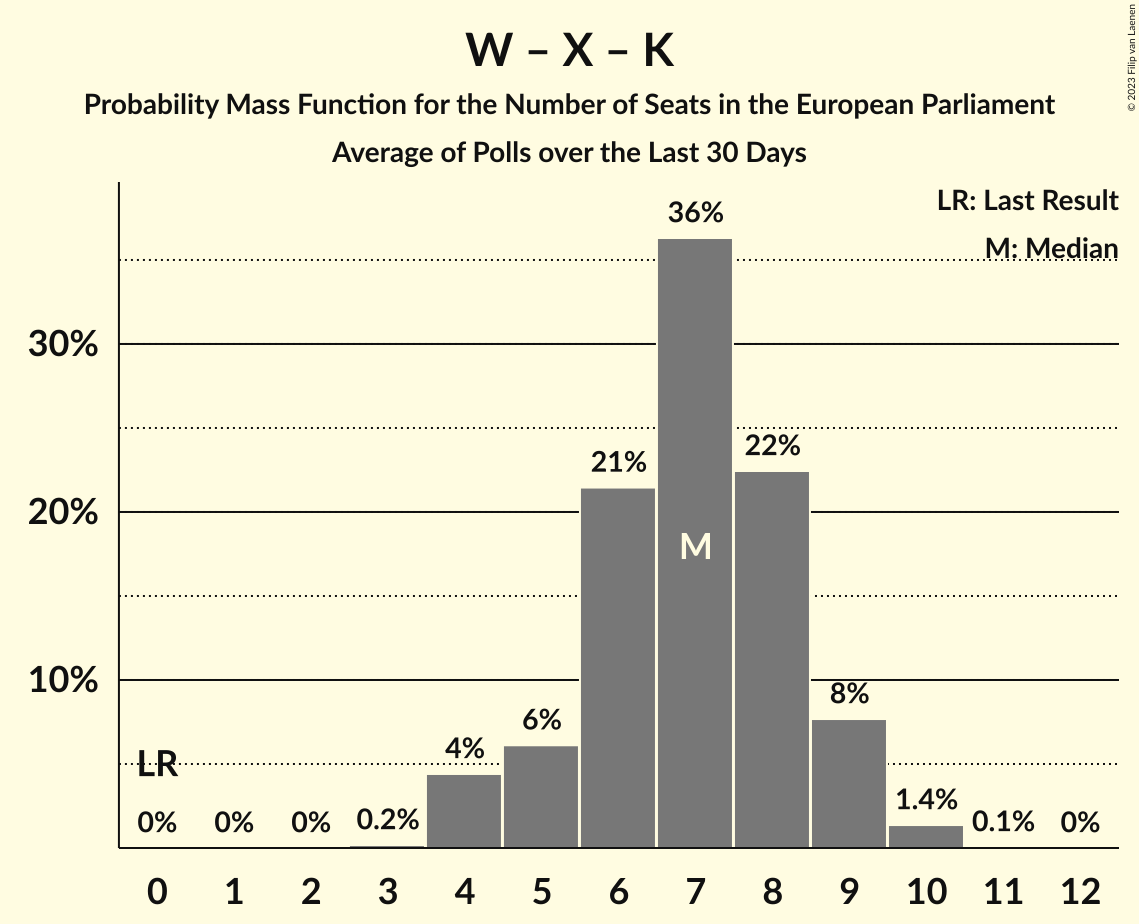 W – X – K
Probability Mass Function for the Number of Seats in the European Parliament
Average of Polls over the Last 30 Days
© 2023 Filip van Laenen
LR: Last Result
M: Median
36%
30%
22%
21%
20%
M
10%
8%
6%
4%
LR
1.4%
0% 0% 0% 0.2% 0.1% 0%
0 1 2 3 4 5 6 7 8 9 10 11 12